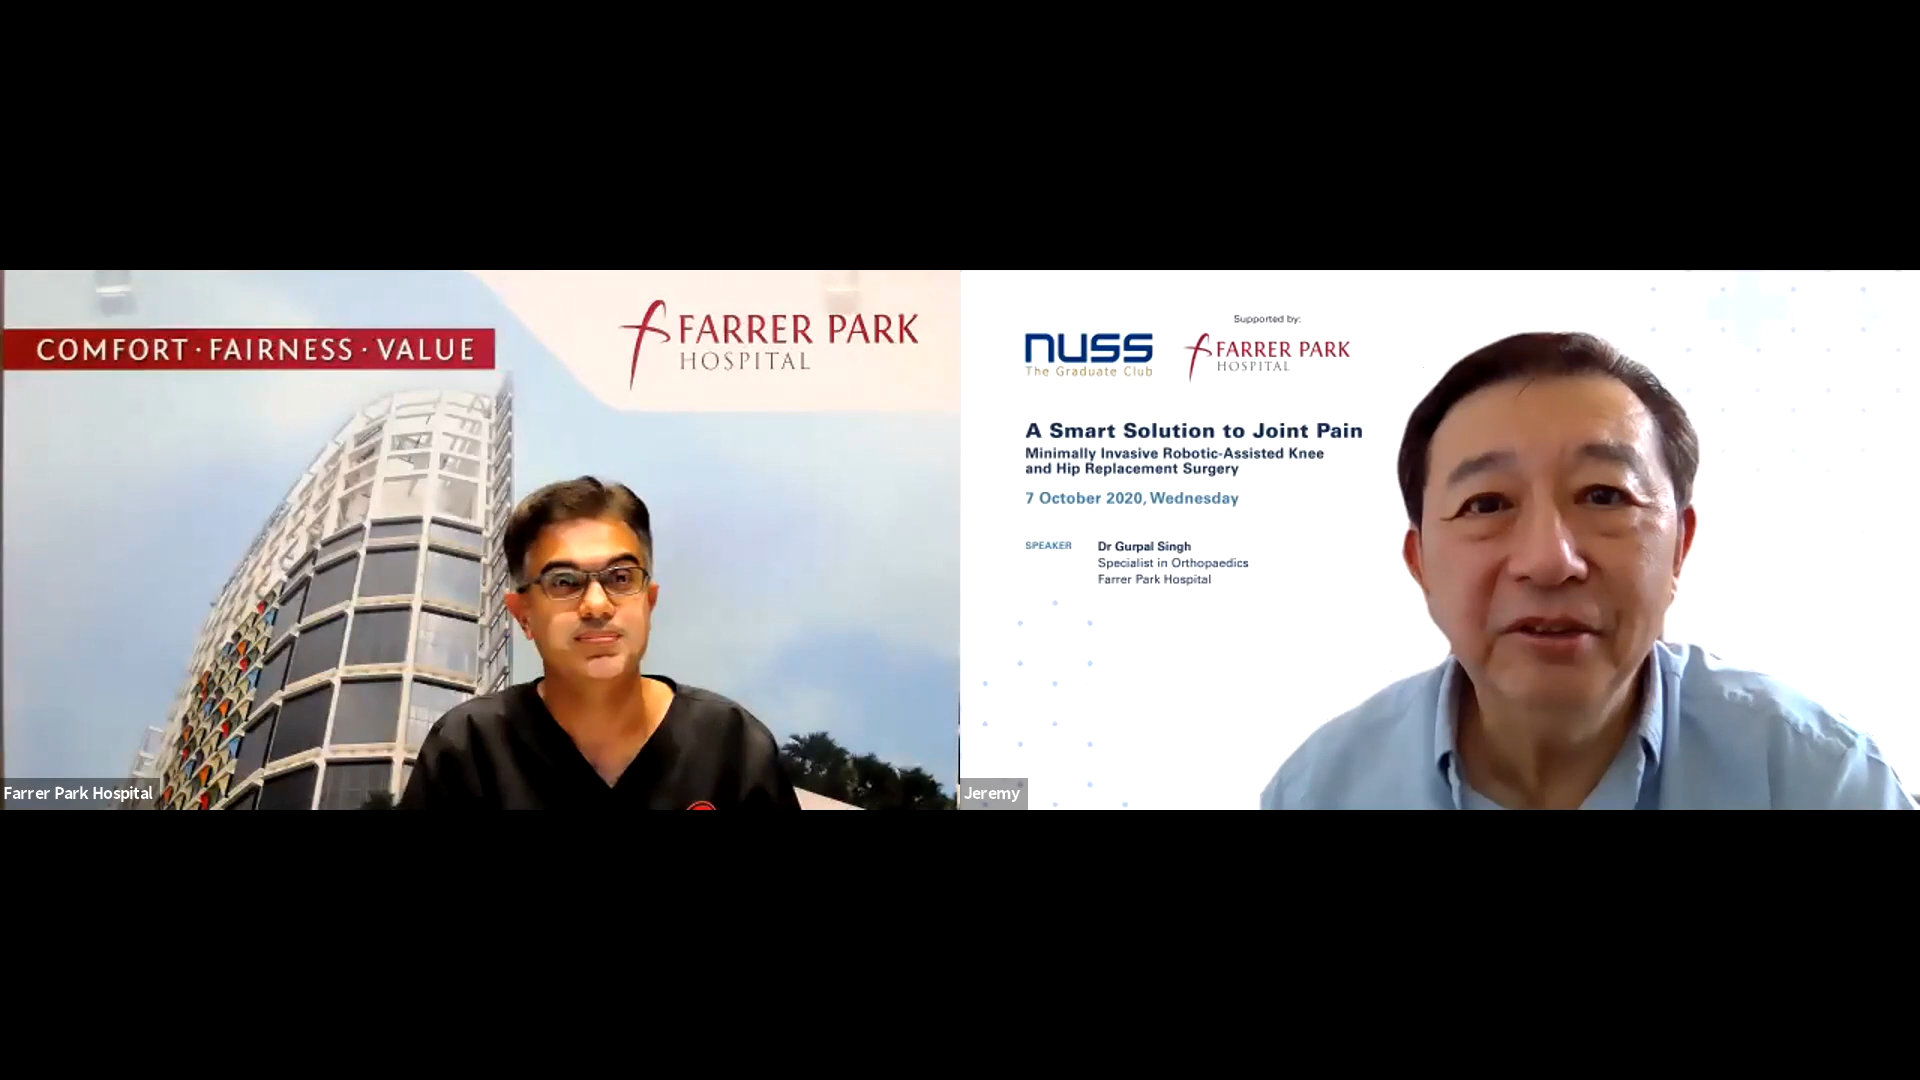 COMFORT · FAIRNESS · VALUE
FARRER PARK
HOSPITAL
Farrer Park Hospital
Supported by:
nuss
The Graduate Club
FARRER PARK
HOSPITAL
A Smart Solution to Joint Pain
Minimally Invasive Robotic-Assisted Knee
and Hip Replacement Surgery
7 October 2020, Wednesday
SPEAKER
Dr Gurpal Singh
Specialist in Orthopaedics
Farrer Park Hospital
Jeremy